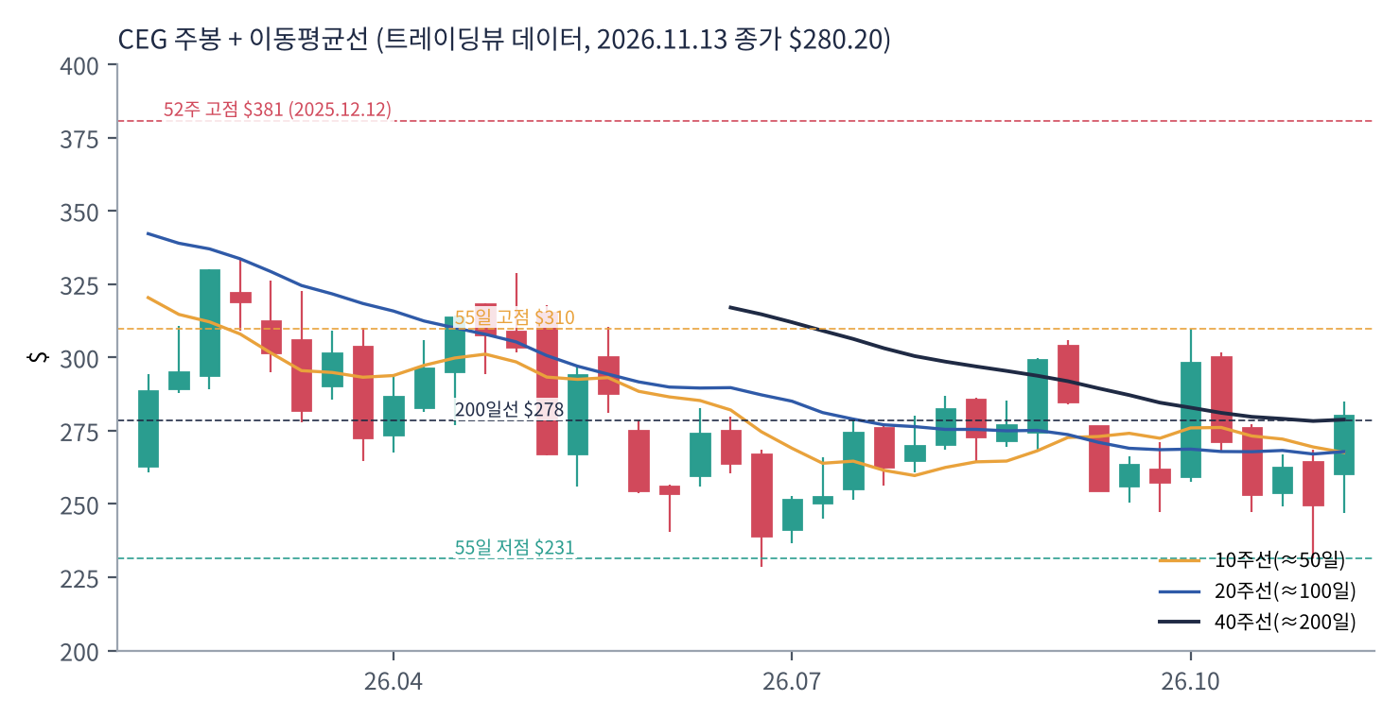 CEG 주봉 + 이동평균선 (트레이딩뷰 데이터, 2026.11.13 종가 $280.20)
400
52주 고점 $381 (2025.12.12)
375
350
325
55일 고점 $310
$
300
200일선 $278
275
250
55일 저점 $231
225
10주선(≈50일)
20주선(≈100일)
40주선(≈200일)
200
26.04
26.07
26.10